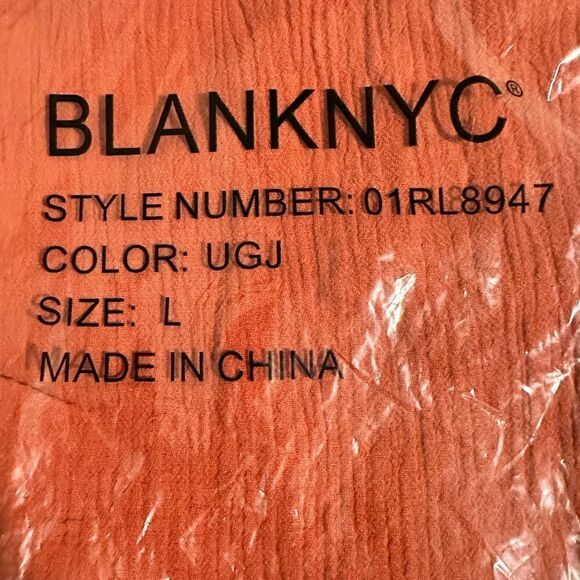 BLANKNYC®
STYLE NUMBER: 01RL8947
COLOR: UGJ
SIZE: L
MADE IN CHINA